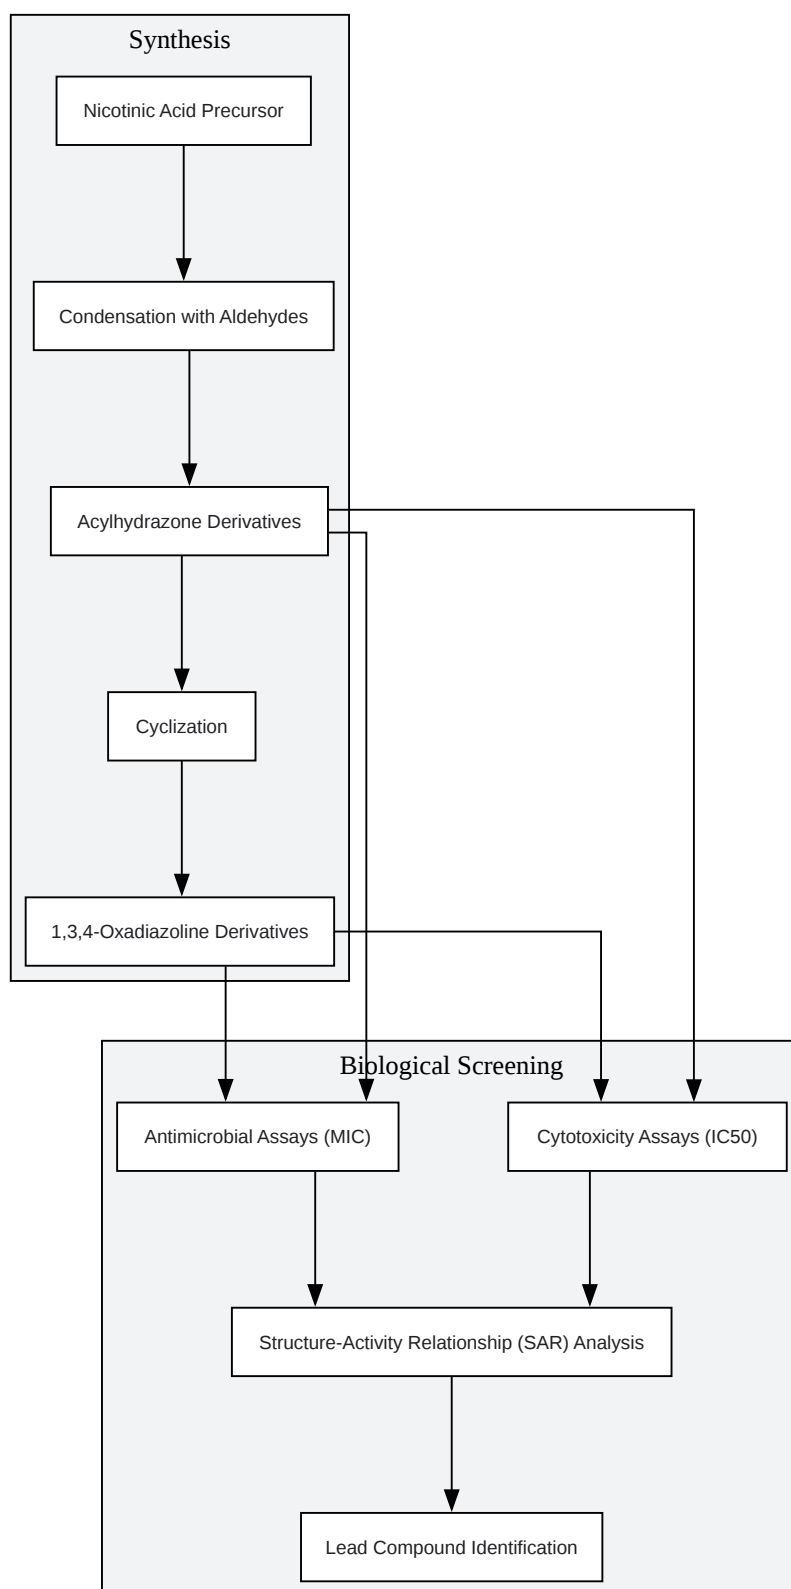 Synthesis
Nicotinic Acid Precursor
Condensation with Aldehydes
Acylhydrazone Derivatives
Cyclization
1,3,4-Oxadiazoline Derivatives
Biological Screening
Antimicrobial Assays (MIC)
Cytotoxicity Assays (IC50)
Structure-Activity Relationship (SAR) Analysis
Lead Compound Identification